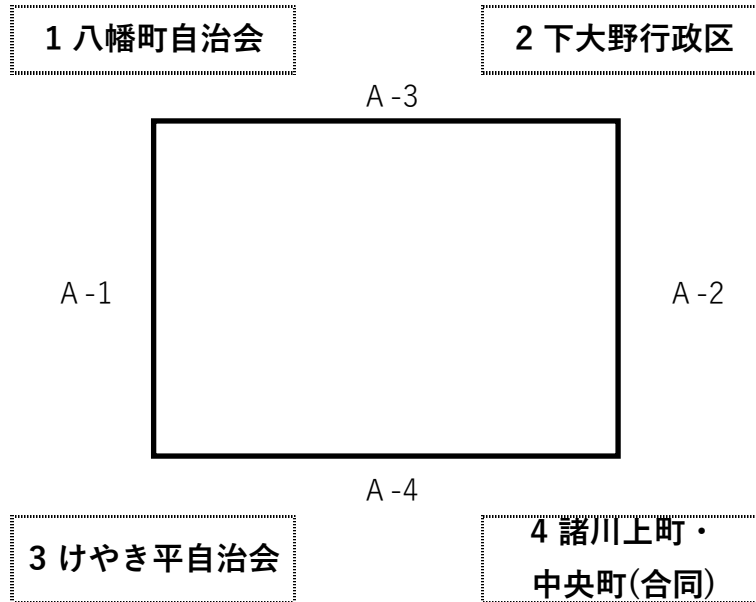 1 八幡町自治会
2 下大野行政区
A-3
A-1
A-2
A-4
3 けやき平自治会
4 諸川上町・
中央町(合同)